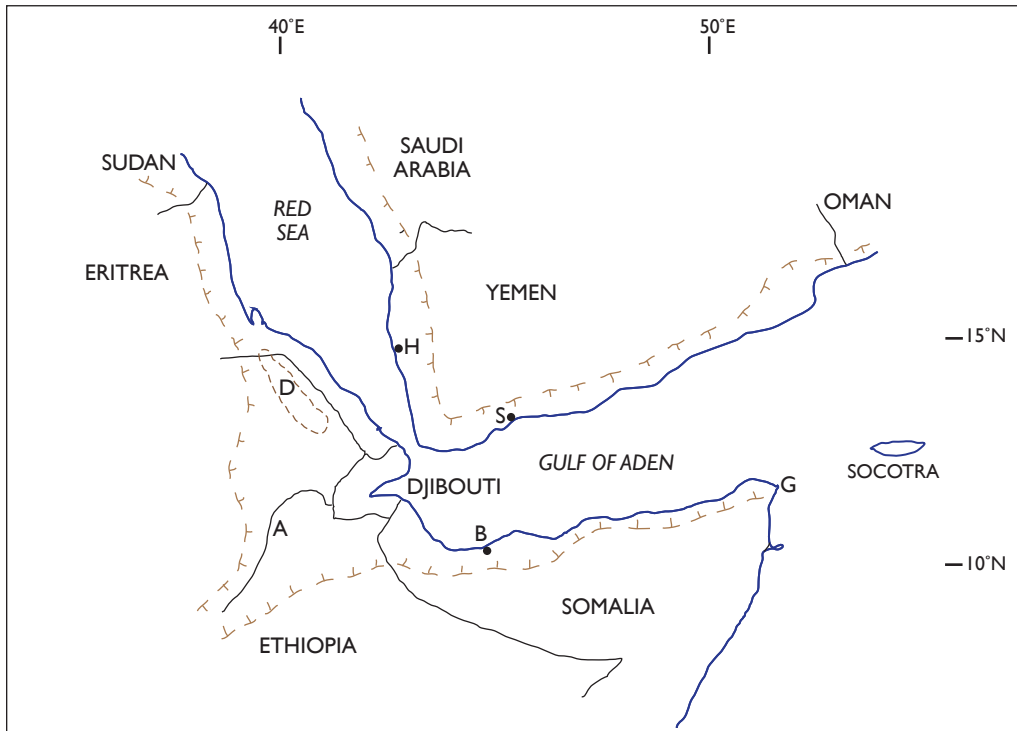 40°E
50°E
SUDAN
SAUDI
ARABIA
RED
SEA
OMAN
ERITREA
YEMEN
H
15°N
D
S
GULF OF ADEN
SOCOTRA
DJIBOUTI
G
A
B
10°N
SOMALIA
ETHIOPIA